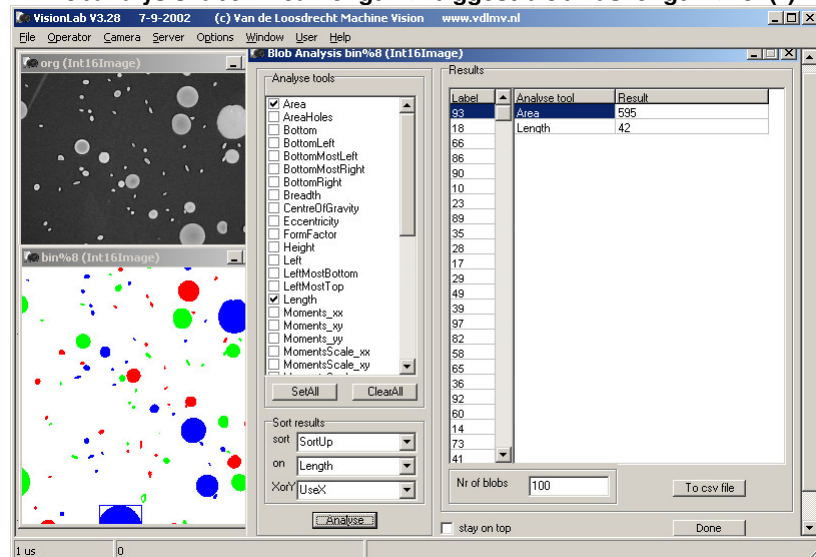 VisionLab V3.28 7-9-2002 (c) Van de Loosdrecht Machine Vision www.vdlmv.nl
File Operator Camera Server Options Window User Help
org (Int16Image)
bin%8 (Int16Image)
Blob Analysis bin%8 (Int16Image)
Analyse tools
Area
AreaHoles
Bottom
BottomLeft
BottomMostLeft
BottomMostRight
BottomRight
Breadth
CentreOfGravity
Eccentricity
FormFactor
Height
Left
LeftMostBottom
LeftMostTop
Length
Moments_xx
Moments_xy
Moments_yy
MomentsScale_xx
MomentsScale_xy
SetAll ClearAll
Sort results
sort SortUp
on Length
XorY UseX
Analyse
Results
Label Analyse tool Result
93 Area 595
18 Length 42
66
86
90
10
23
89
35
28
17
29
49
39
97
82
58
65
36
92
60
14
73
41
Nr of blobs 100 To csv file
stay on top Done
1 us 0